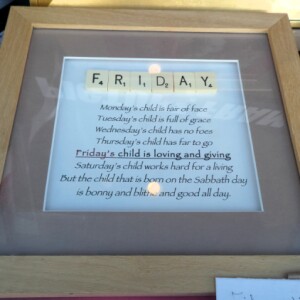 FRIDAY
Monday's child is fair of face
Tuesday's child is full of grace
Wednesday's child has no foes
Thursday's child has far to go
Friday's child is loving and giving
Saturday's child works hard for a living
But the child that is born on the Sabbath day
is bonny and blithe and good all day.